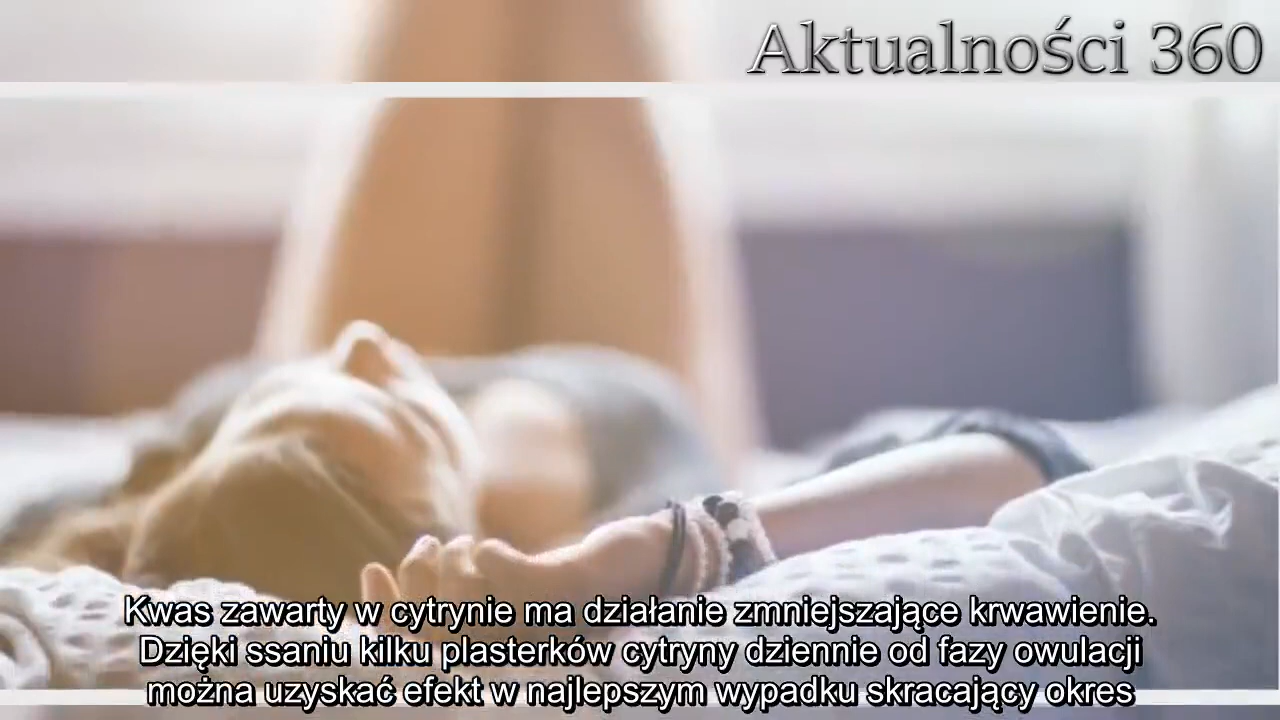 Aktualności 360
Kwas zawarty w cytrynie ma działanie zmniejszające krwawienie.
Dzięki ssaniu kilku plasterków cytryny dziennie od fazy owulacji
można uzyskać efekt w najlepszym wypadku skracający okres